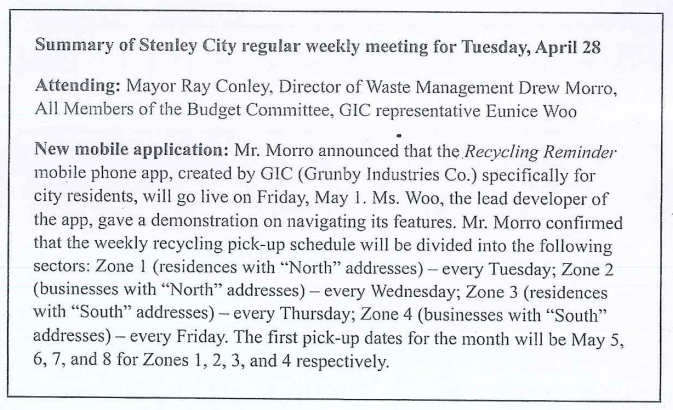 Summary of Stenley City regular weekly meeting for Tuesday, April 28
Attending: Mayor Ray Conley, Director of Waste Management Drew Morro,
All Members of the Budget Committee, GIC representative Eunice Woo
New mobile application: Mr. Morro announced that the Recycling Reminder
mobile phone app, created by GIC (Grunby Industries Co.) specifically for
city residents, will go live on Friday, May 1. Ms. Woo, the lead developer of
the app, gave a demonstration on navigating its features. Mr. Morro confirmed
that the weekly recycling pick-up schedule will be divided into the following
sectors: Zone 1 (residences with “North” addresses) – every Tuesday; Zone 2
(businesses with “North” addresses) – every Wednesday; Zone 3 (residences
with “South” addresses) – every Thursday; Zone 4 (businesses with “South”
addresses) – every Friday. The first pick-up dates for the month will be May 5,
6, 7, and 8 for Zones 1, 2, 3, and 4 respectively.